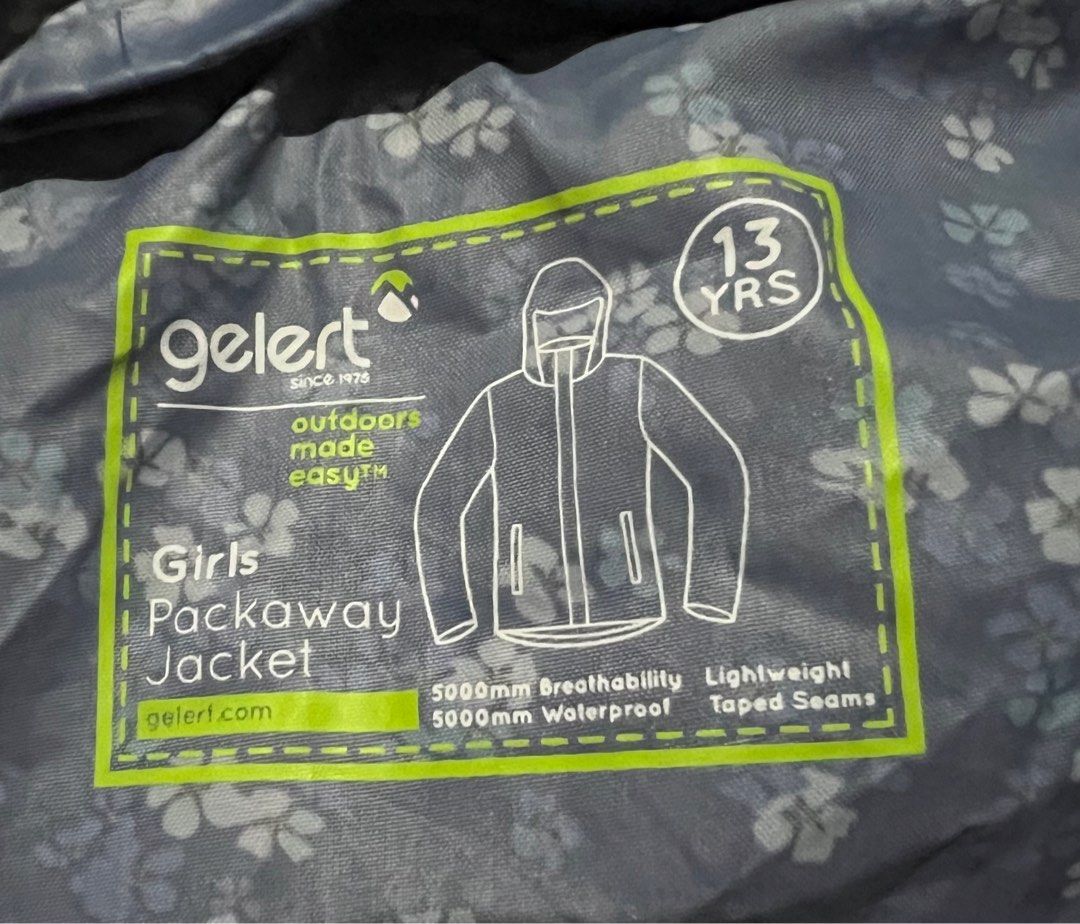 13
YRS
gelert
since 1975
outdoors
made
easy™
Girls
Packaway
Jacket
gelert.com
5000mm Breathability
5000mm Waterproof
Lightweight
Taped Seams